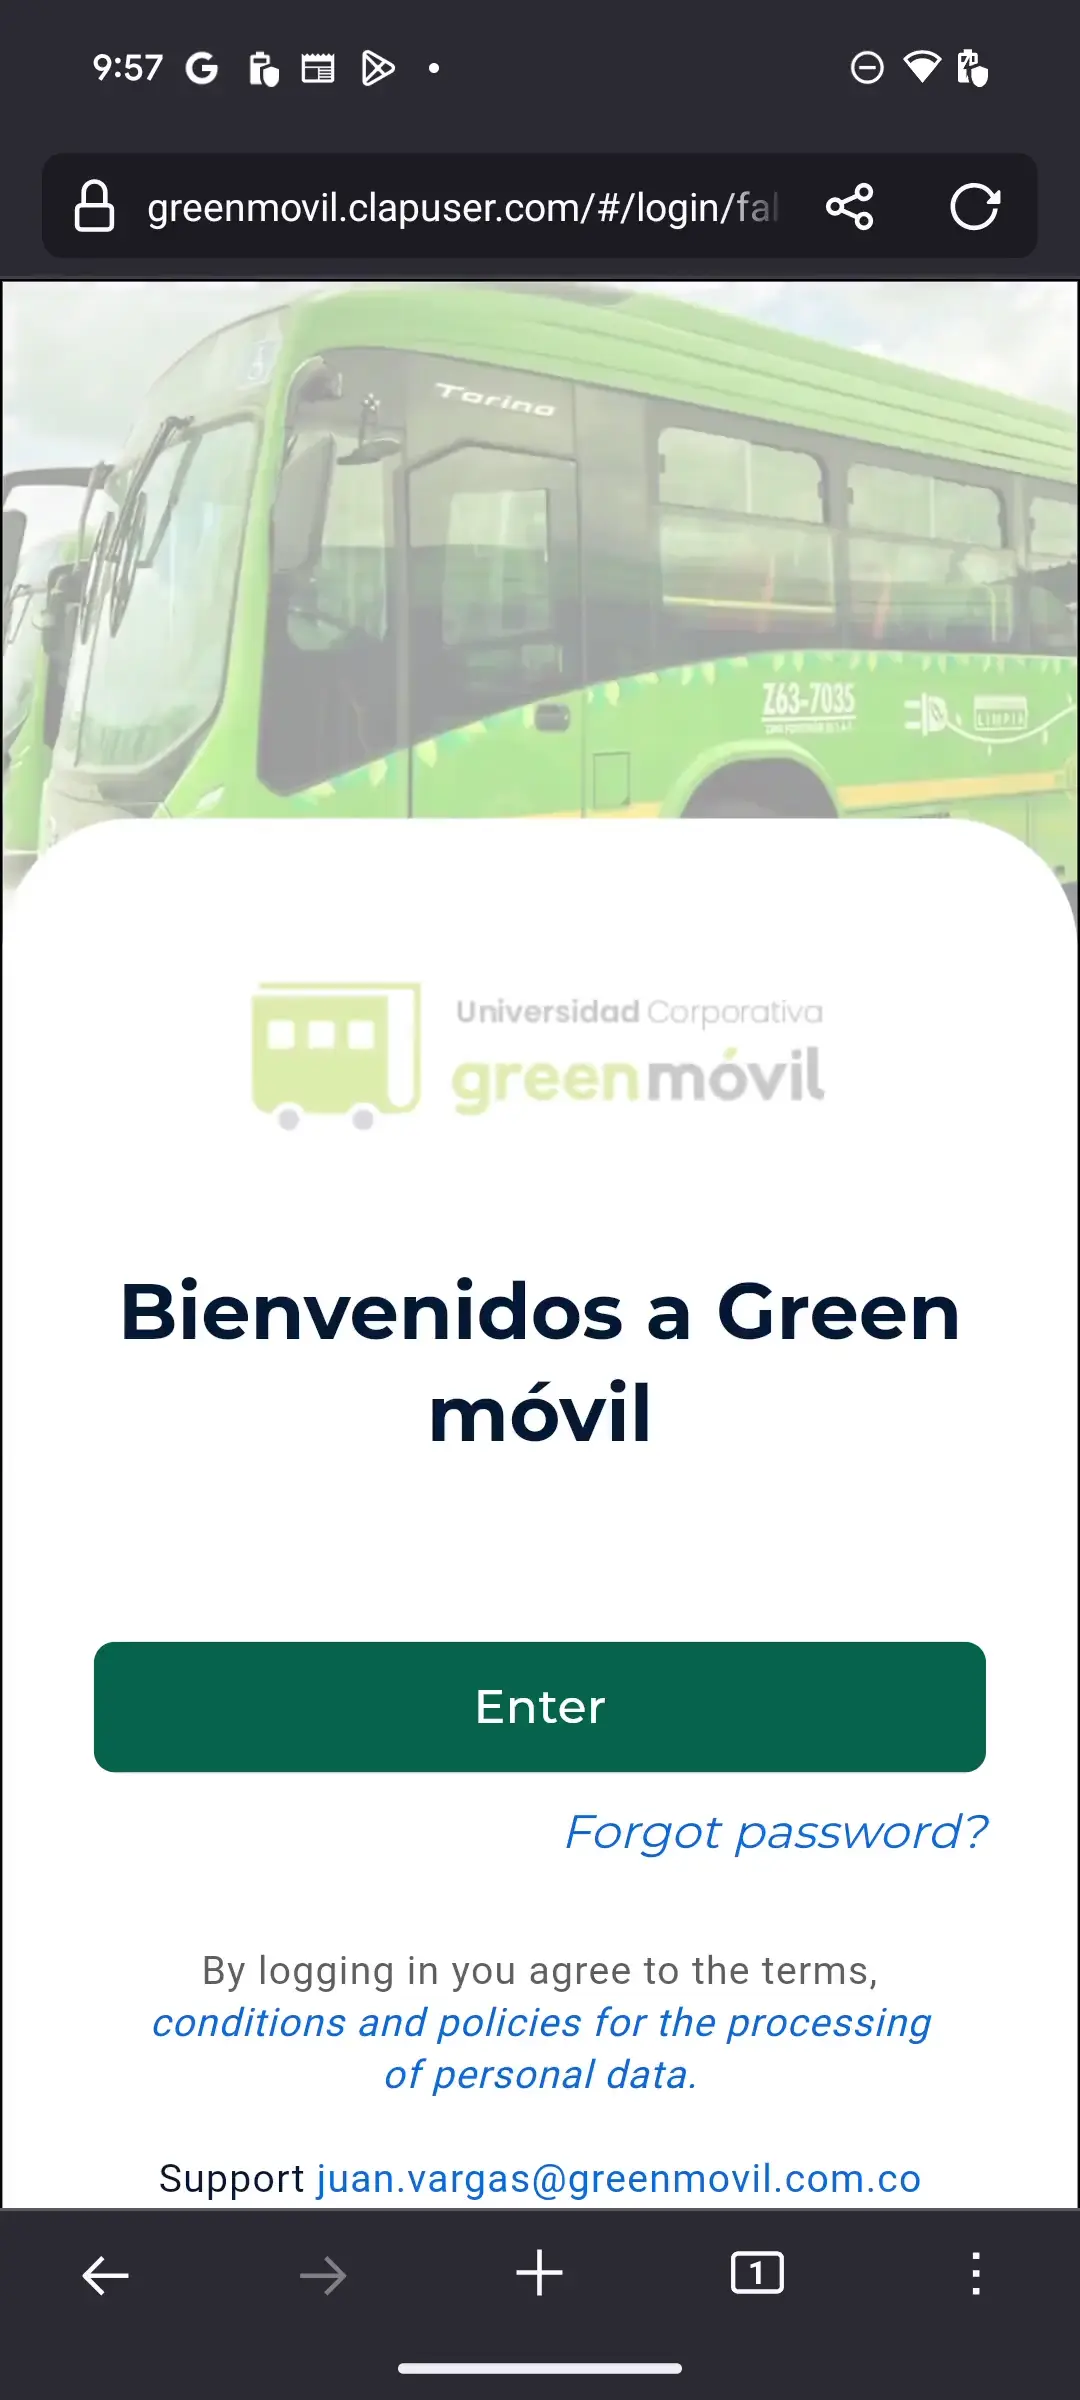 9:57
greenmovil.clapuser.com/#/login/fal
Torino
Z63-7035
LIMPIA
Universidad Corporativa
greenmóvil
Bienvenidos a Green
móvil
Enter
Forgot password?
By logging in you agree to the terms,
conditions and policies for the processing
of personal data.
Support juan.vargas@greenmovil.com.co
1